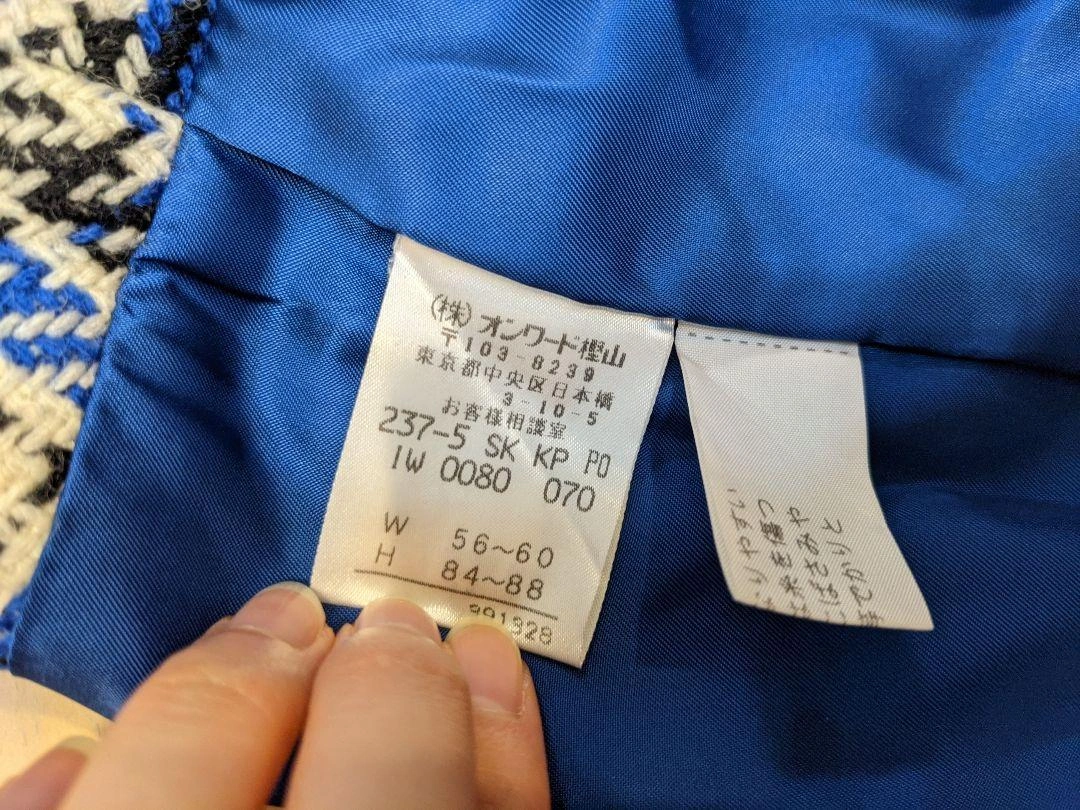 (株)オンワード樫山
〒103-8239
東京都中央区日本橋
3-10-5
お客様相談室
237-5 SK KP PO
IW 0080 070
W 56~60
H 84~88